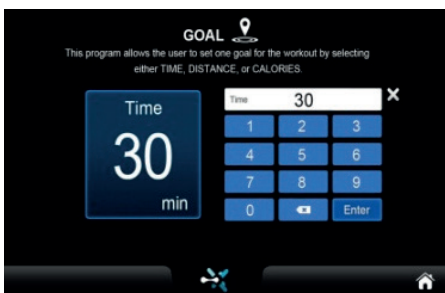 GOAL
This program allows the user to set one goal for the workout by selecting
either TIME, DISTANCE, or CALORIES.
Time
30
min
Time 30
1 2 3
4 5 6
7 8 9
0 Enter